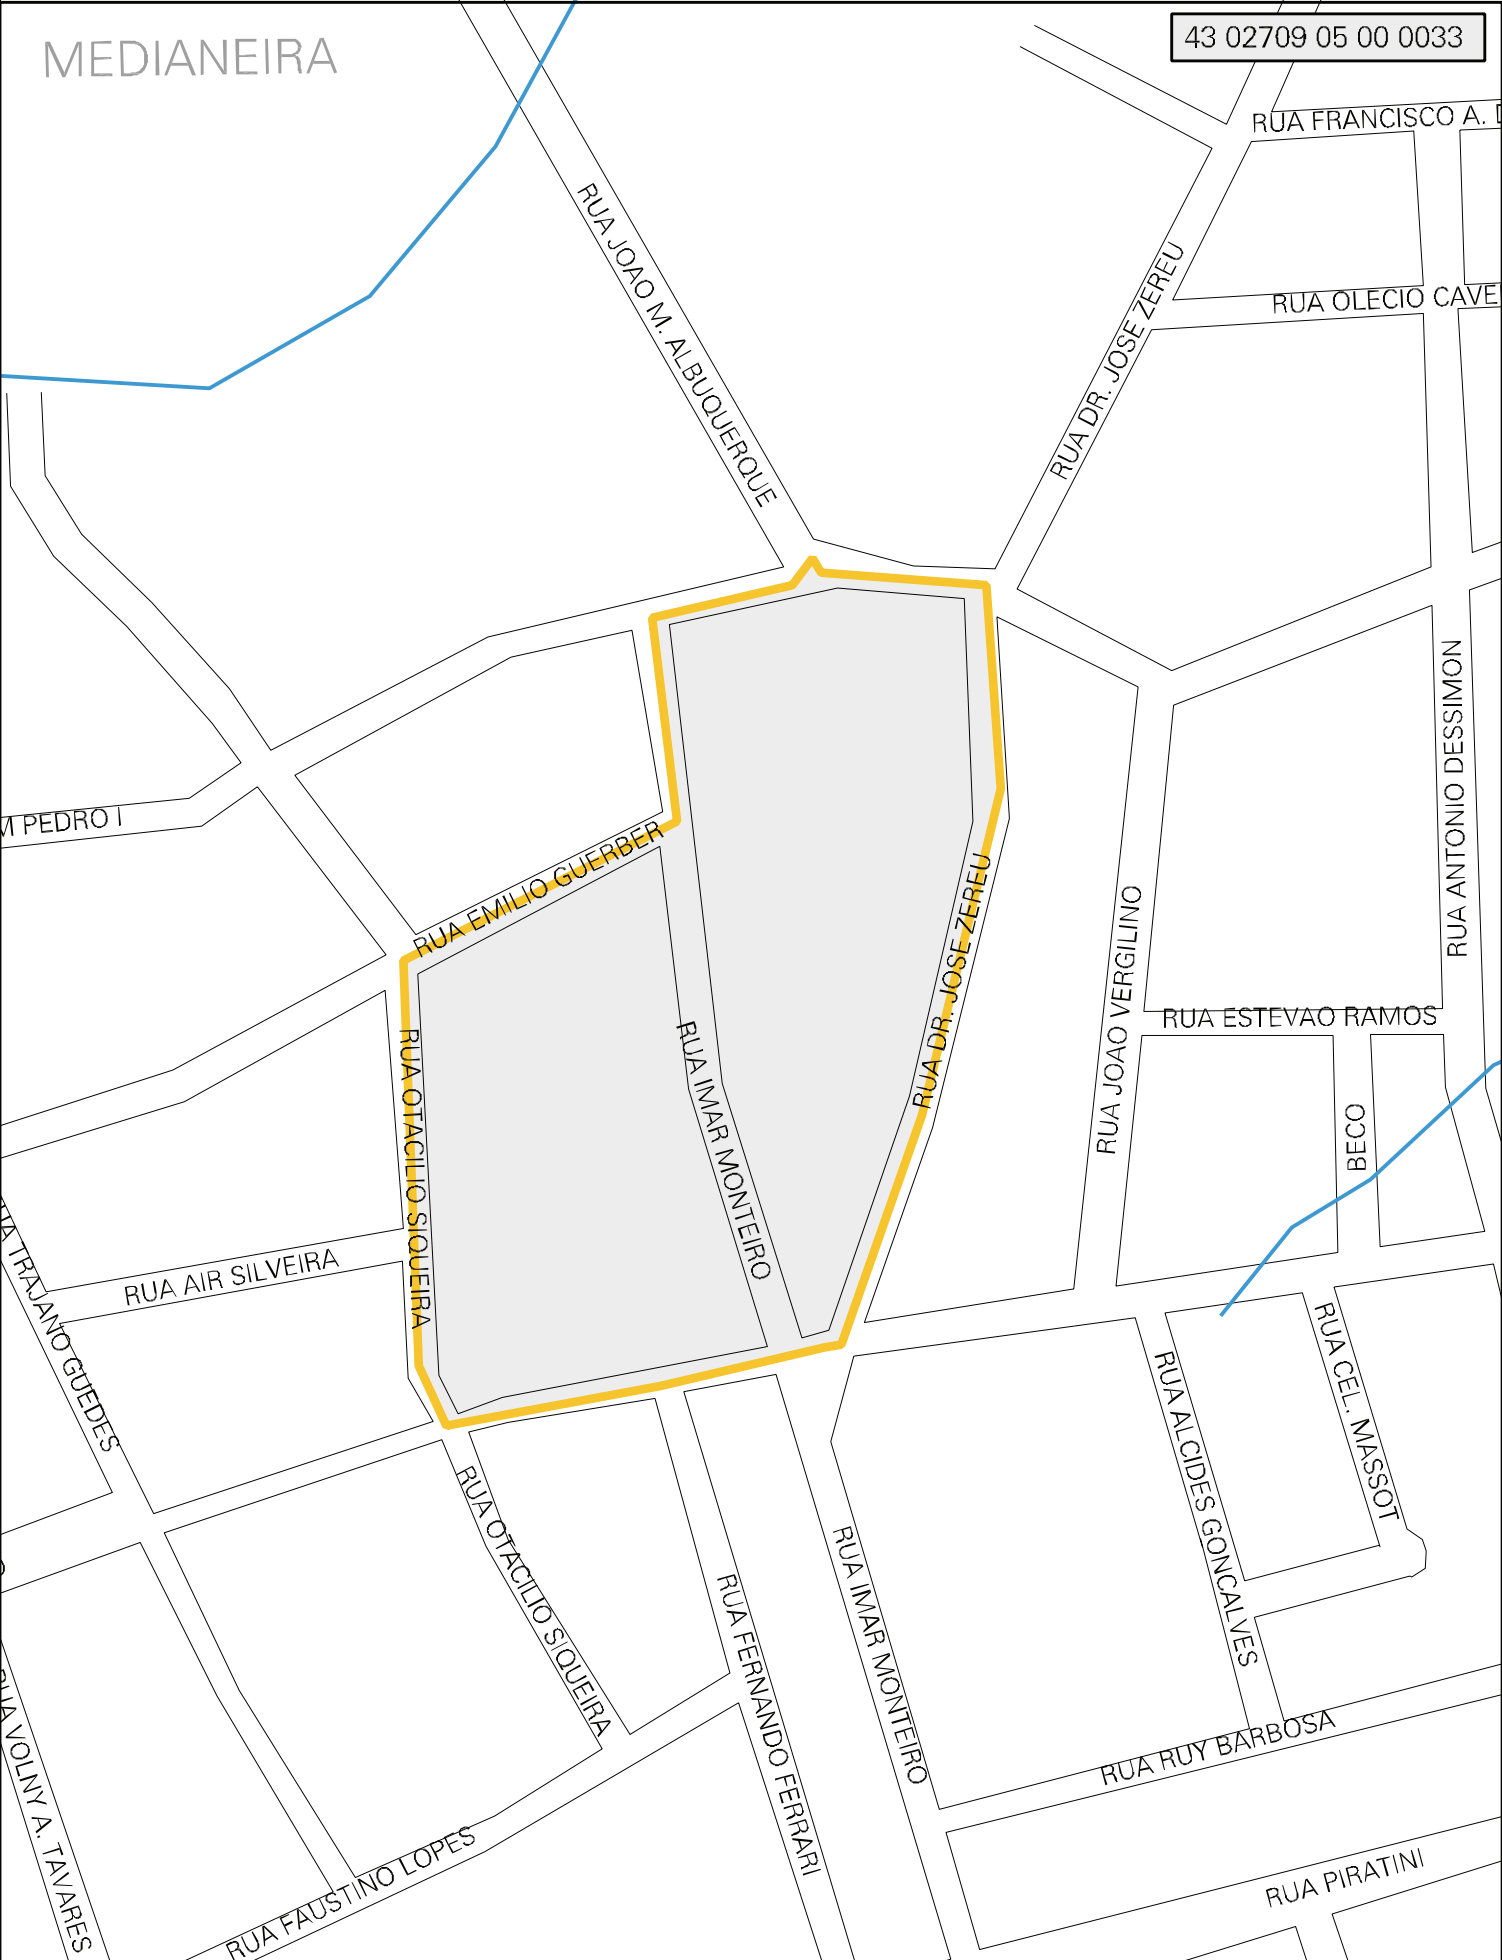 MEDIANEIRA
43 02709 05 00 0033
RUA FRANCISCO A.
RUA JOAO M. ALBUQUERQUE
RUA DR. JOSE ZEREU
RUA OLECIO CAVE
RUA ANTONIO DESSIMON
M PEDRO I
RUA EMILIO GUERBER
RUA DR. JOSE ZEREU
RUA JOAO VERGILINO
RUA ESTEVAO RAMOS
RUA OTACILIO SIQUEIRA
RUA IMAR MONTEIRO
BECO
RUA AIR SILVEIRA
UA TRAJANO GUEDES
RUA CEL. MASSOT
RUA ALCIDES GONCALVES
RUA OTACILIO SIQUEIRA
RUA IMAR MONTEIRO
RUA FERNANDO FERRARI
RUA VOLNY A. TAVARES
RUA RUY BARBOSA
RUA FAUSTINO LOPES
RUA PIRATINI